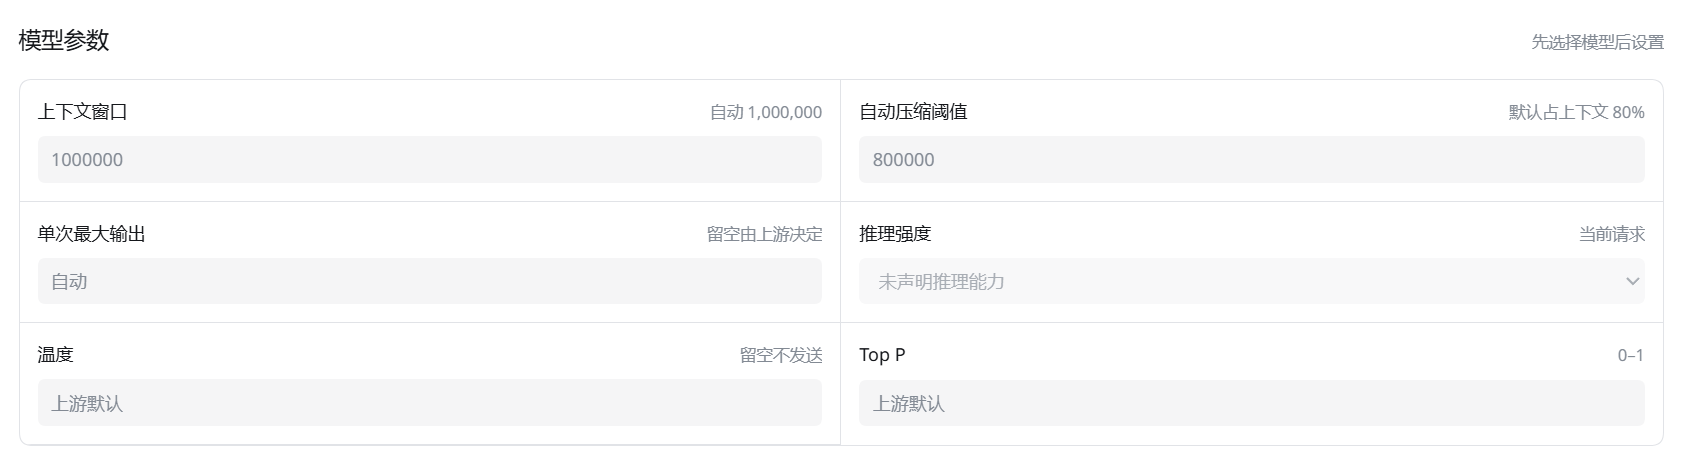 模型参数
先选择模型后设置
上下文窗口
自动 1,000,000
1000000
自动压缩阈值
默认占上下文 80%
800000
单次最大输出
留空由上游决定
自动
推理强度
当前请求
未声明推理能力
温度
留空不发送
上游默认
Top P
0–1
上游默认